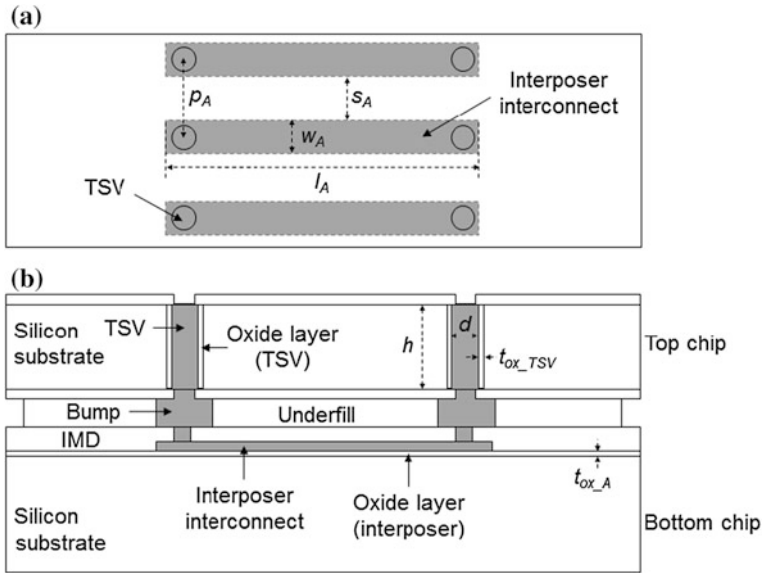 (a)
p_A
s_A
Interposer
interconnect
w_A
l_A
TSV
(b)
Silicon
substrate
TSV
Oxide layer
(TSV)
h
d
t_ox_TSV
Top chip
Bump
Underfill
IMD
t_ox_A
Interposer
interconnect
Oxide layer
(interposer)
Silicon
substrate
Bottom chip